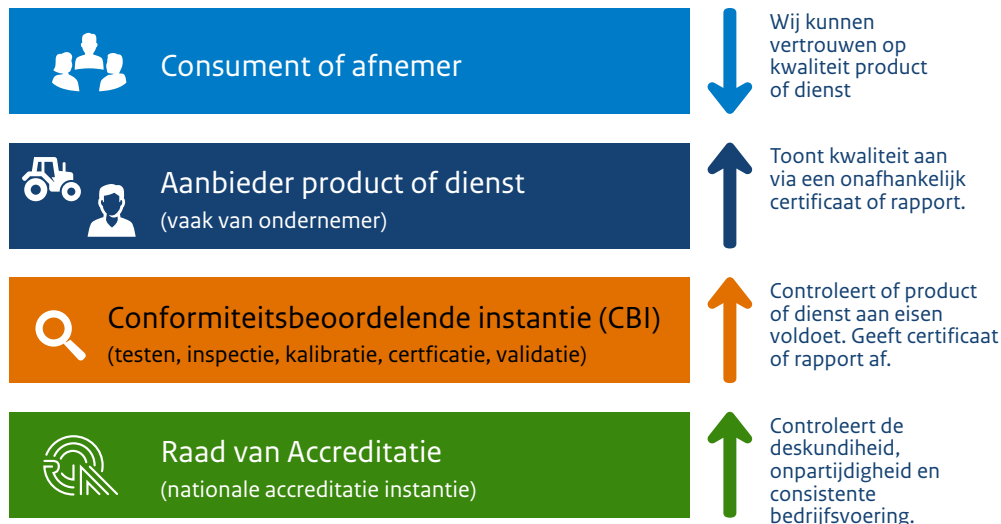 Consument of afnemer
Wij kunnen
vertrouwen op
kwaliteit product
of dienst
Aanbieder product of dienst
(vaak van ondernemer)
Toont kwaliteit aan
via een onafhankelijk
certificaat of rapport.
Conformiteitsbeoordelende instantie (CBI)
(testen, inspectie, kalibratie, certficatie, validatie)
Controleert of product
of dienst aan eisen
voldoet. Geeft certificaat
of rapport af.
Raad van Accreditatie
(nationale accreditatie instantie)
Controleert de
deskundiheid,
onpartijdigheid en
consistente
bedrijfsvoering.